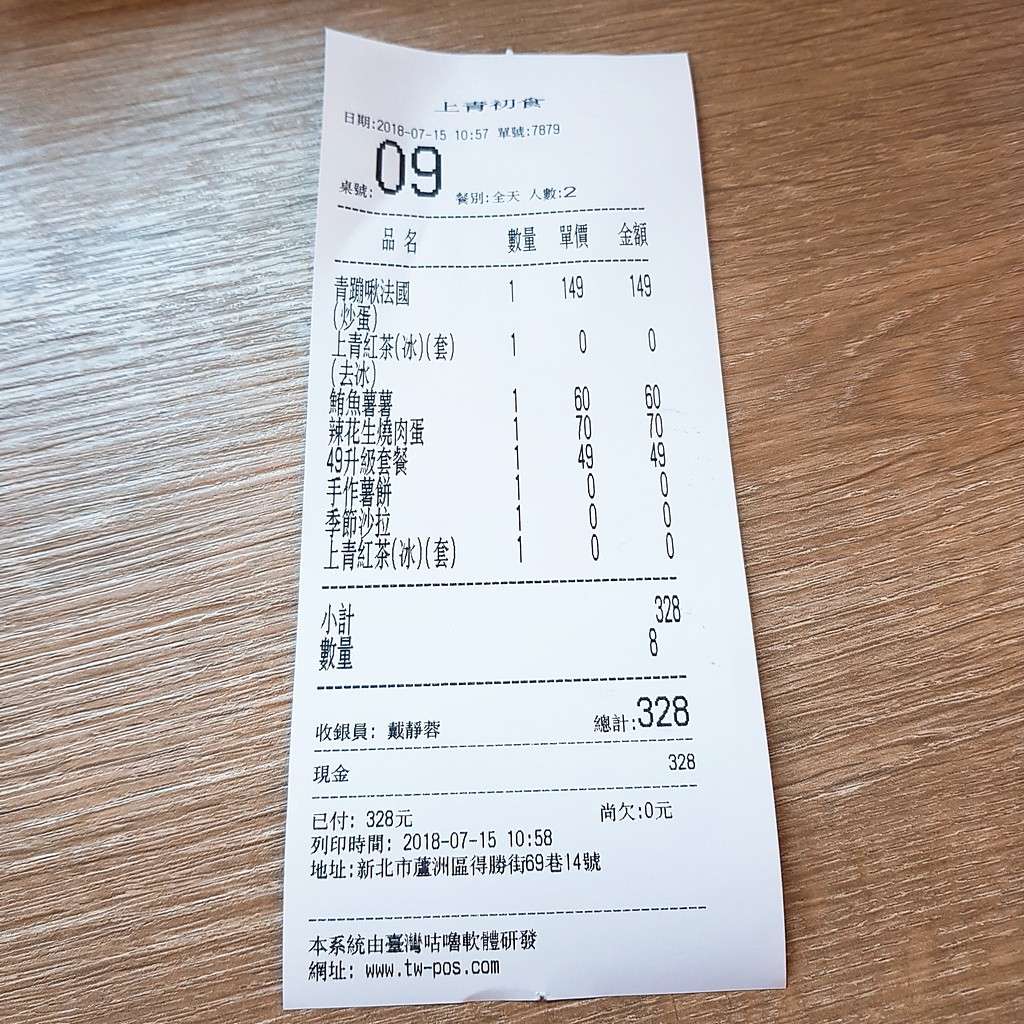 上青初食
日期:2018-07-15 10:57 單號:7879
桌號: 09 餐別:全天 人數:2
品名 數量 單價 金額
青蹦啾法國 1 149 149
(炒蛋)
上青紅茶(冰)(套) 1 0 0
(去冰)
鮪魚薯薯 1 60 60
辣花生燒肉蛋 1 70 70
49升級套餐 1 49 49
手作薯餅 1 0 0
季節沙拉 1 0 0
上青紅茶(冰)(套) 1 0 0
小計 328
數量 8
收銀員: 戴靜蓉 總計:328
現金 328
已付: 328元 尚欠:0元
列印時間: 2018-07-15 10:58
地址:新北市蘆洲區得勝街69巷14號
本系統由臺灣咕嚕軟體研發
網址: www.tw-pos.com